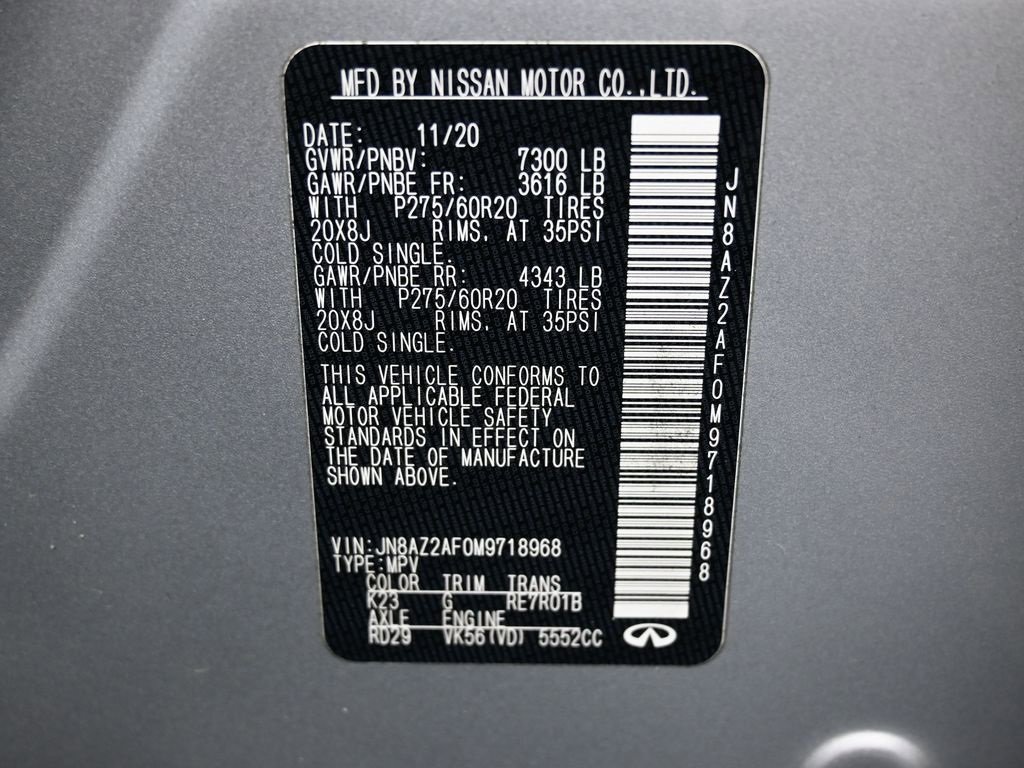 MFD BY NISSAN MOTOR CO.,LTD.
DATE: 11/20
GVWR/PNBV: 7300 LB
GAWR/PNBE FR: 3616 LB
WITH P275/60R20 TIRES
20X8J RIMS, AT 35PSI
COLD SINGLE.
GAWR/PNBE RR: 4343 LB
WITH P275/60R20 TIRES
20X8J RIMS, AT 35PSI
COLD SINGLE.
THIS VEHICLE CONFORMS TO
ALL APPLICABLE FEDERAL
MOTOR VEHICLE SAFETY
STANDARDS IN EFFECT ON
THE DATE OF MANUFACTURE
SHOWN ABOVE.
VIN:JN8AZ2AF0M9718968
TYPE:MPV
COLOR TRIM TRANS
K23 G RE7R01B
AXLE ENGINE
RD29 VK56(VD) 5552CC
JN8AZ2AF0M9718968